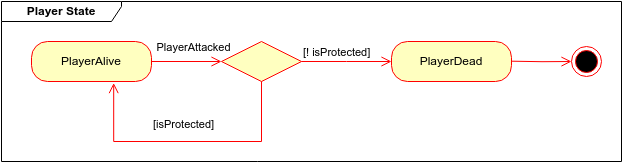 Player State
PlayerAlive
PlayerAttacked
[! isProtected]
PlayerDead
[isProtected]